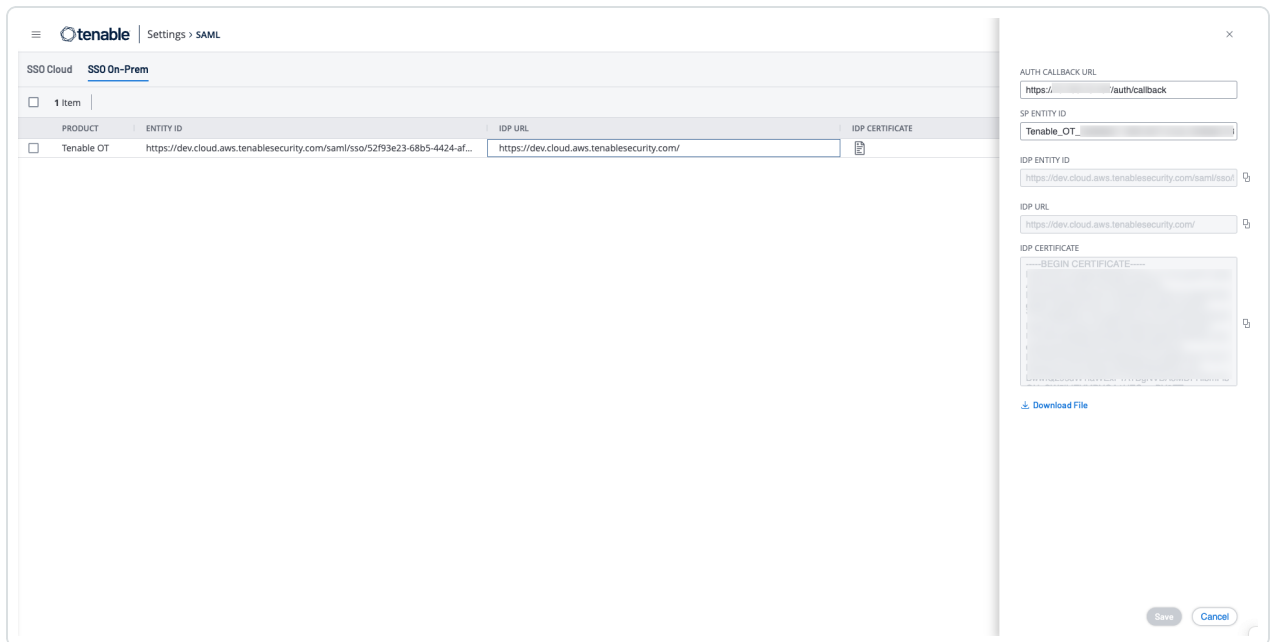 tenable
Settings > SAML
SSO Cloud
SSO On-Prem
1 Item
PRODUCT
ENTITY ID
IDP URL
IDP CERTIFICATE
Tenable OT
https://dev.cloud.aws.tenablesecurity.com/saml/sso/52f93e23-68b5-4424-af...
https://dev.cloud.aws.tenablesecurity.com/
AUTH CALLBACK URL
https:// /auth/callback
SP ENTITY ID
Tenable_OT_
IDP ENTITY ID
https://dev.cloud.aws.tenablesecurity.com/saml/sso/
IDP URL
https://dev.cloud.aws.tenablesecurity.com/
IDP CERTIFICATE
-----BEGIN CERTIFICATE-----
Download File
Save
Cancel